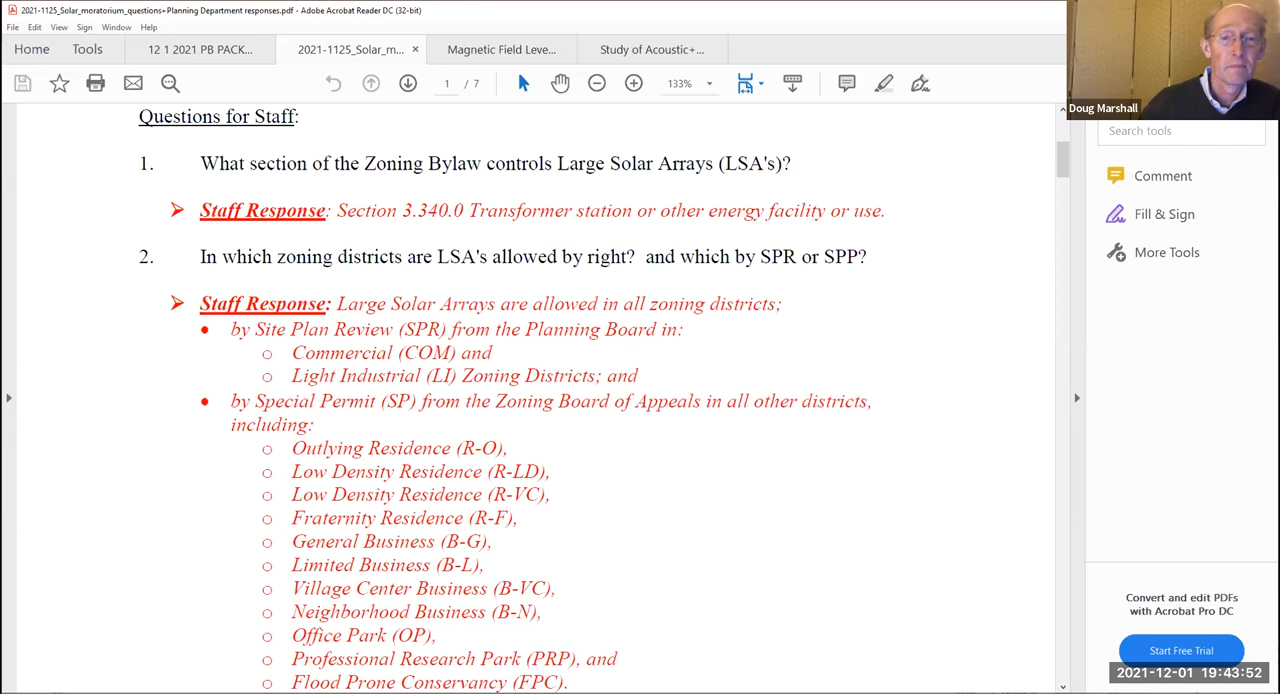 2021-1125_Solar_moratorium_questions+Planning Department responses.pdf - Adobe Acrobat Reader DC (32-bit)
File Edit View Sign Window Help
Home Tools 12 1 2021 PB PACK... 2021-1125_Solar_m... × Magnetic Field Leve... Study of Acoustic+...
1 / 7 133%
Doug Marshall
Search tools
Comment
Fill & Sign
More Tools
Questions for Staff:
1. What section of the Zoning Bylaw controls Large Solar Arrays (LSA's)?
➤ Staff Response: Section 3.340.0 Transformer station or other energy facility or use.
2. In which zoning districts are LSA's allowed by right? and which by SPR or SPP?
➤ Staff Response: Large Solar Arrays are allowed in all zoning districts;
• by Site Plan Review (SPR) from the Planning Board in:
○ Commercial (COM) and
○ Light Industrial (LI) Zoning Districts; and
• by Special Permit (SP) from the Zoning Board of Appeals in all other districts,
including:
○ Outlying Residence (R-O),
○ Low Density Residence (R-LD),
○ Low Density Residence (R-VC),
○ Fraternity Residence (R-F),
○ General Business (B-G),
○ Limited Business (B-L),
○ Village Center Business (B-VC),
○ Neighborhood Business (B-N),
○ Office Park (OP),
○ Professional Research Park (PRP), and
○ Flood Prone Conservancy (FPC).
Convert and edit PDFs
with Acrobat Pro DC
Start Free Trial
2021-12-01 19:43:52